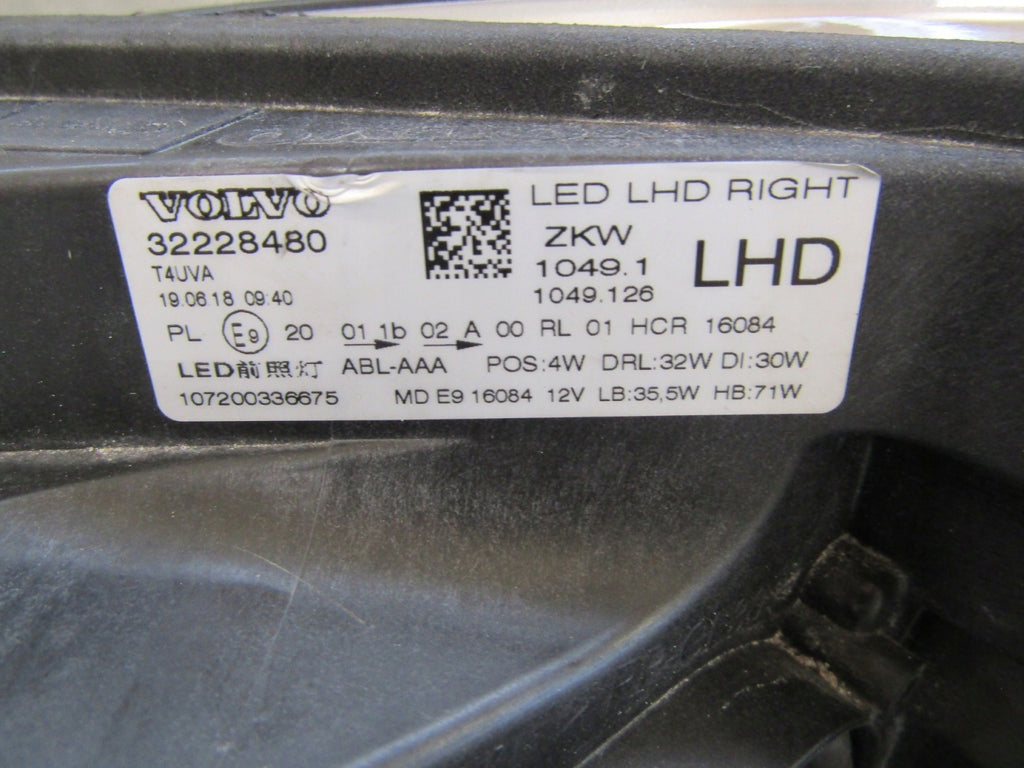 VOLVO
32228480
T4UVA
19.06.18 09:40
LED LHD RIGHT
ZKW
1049.1
1049.126
LHD
PL E9 20 01 1b 02 A 00 RL 01 HCR 16084
LED前照灯 ABL-AAA POS:4W DRL:32W DI:30W
107200336675 MD E9 16084 12V LB:35,5W HB:71W